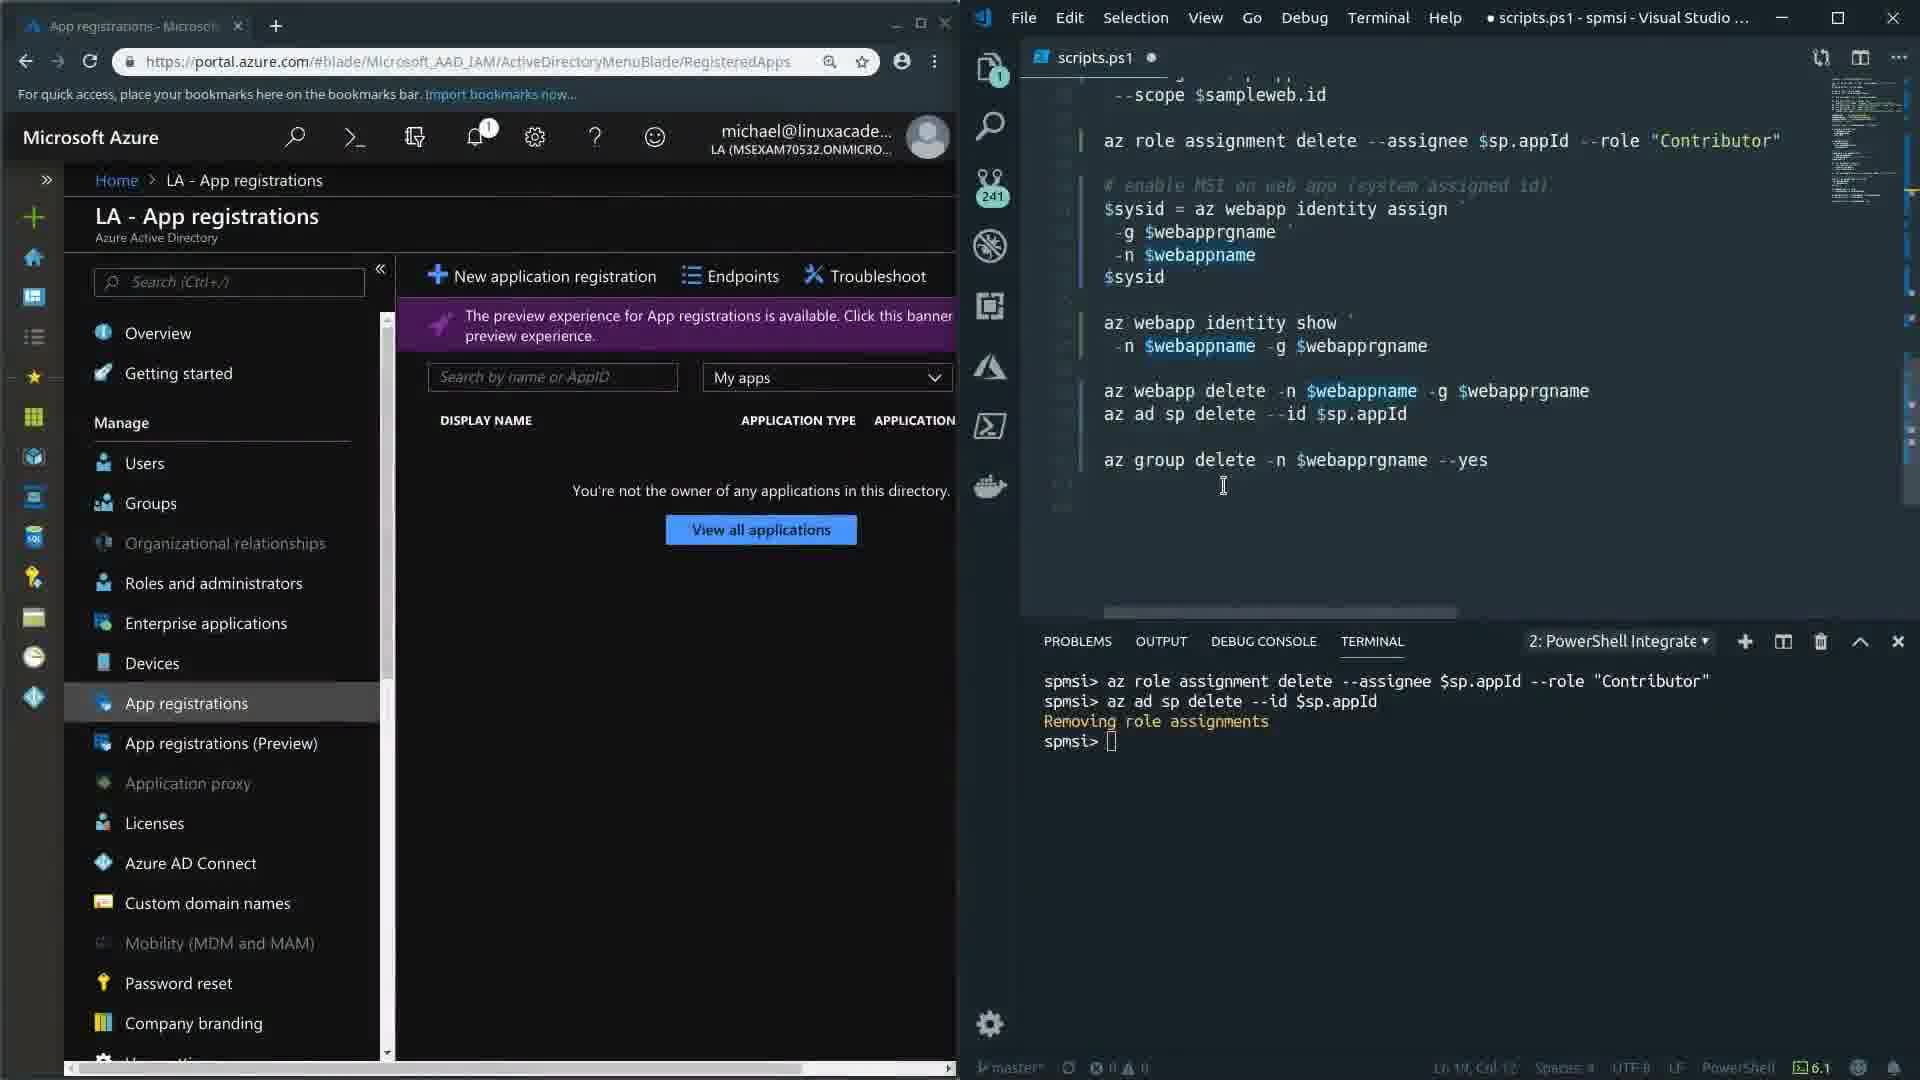 App registrations - Microsof
https://portal.azure.com/#blade/Microsoft_AAD_IAM/ActiveDirectoryMenuBlade/RegisteredApps
For quick access, place your bookmarks here on the bookmarks bar. Import bookmarks now...
Microsoft Azure
1
michael@linuxacade...
LA (MSEXAM70532.ONMICRO...
Home > LA - App registrations
LA - App registrations
Azure Active Directory
Search (Ctrl+/)
Overview
Getting started
Manage
Users
Groups
Organizational relationships
Roles and administrators
Enterprise applications
Devices
App registrations
App registrations (Preview)
Application proxy
Licenses
Azure AD Connect
Custom domain names
Mobility (MDM and MAM)
Password reset
Company branding
New application registration
Endpoints
Troubleshoot
The preview experience for App registrations is available. Click this banner
preview experience.
Search by name or AppID
My apps
DISPLAY NAME
APPLICATION TYPE
APPLICATION
You're not the owner of any applications in this directory.
View all applications
File Edit Selection View Go Debug Terminal Help
● scripts.ps1 - spmsi - Visual Studio ...
scripts.ps1 ●
1
241
--scope $sampleweb.id
az role assignment delete --assignee $sp.appId --role "Contributor"
# enable MSI on web app (system assigned id)
$sysid = az webapp identity assign `
-g $webapprgname `
-n $webappname
$sysid
az webapp identity show `
-n $webappname -g $webapprgname
az webapp delete -n $webappname -g $webapprgname
az ad sp delete --id $sp.appId
az group delete -n $webapprgname --yes
PROBLEMS OUTPUT DEBUG CONSOLE TERMINAL
2: PowerShell Integrate
spmsi> az role assignment delete --assignee $sp.appId --role "Contributor"
spmsi> az ad sp delete --id $sp.appId
Removing role assignments
spmsi>
master*
0 0
Spaces: 4
UTF-8
LF
PowerShell
6.1